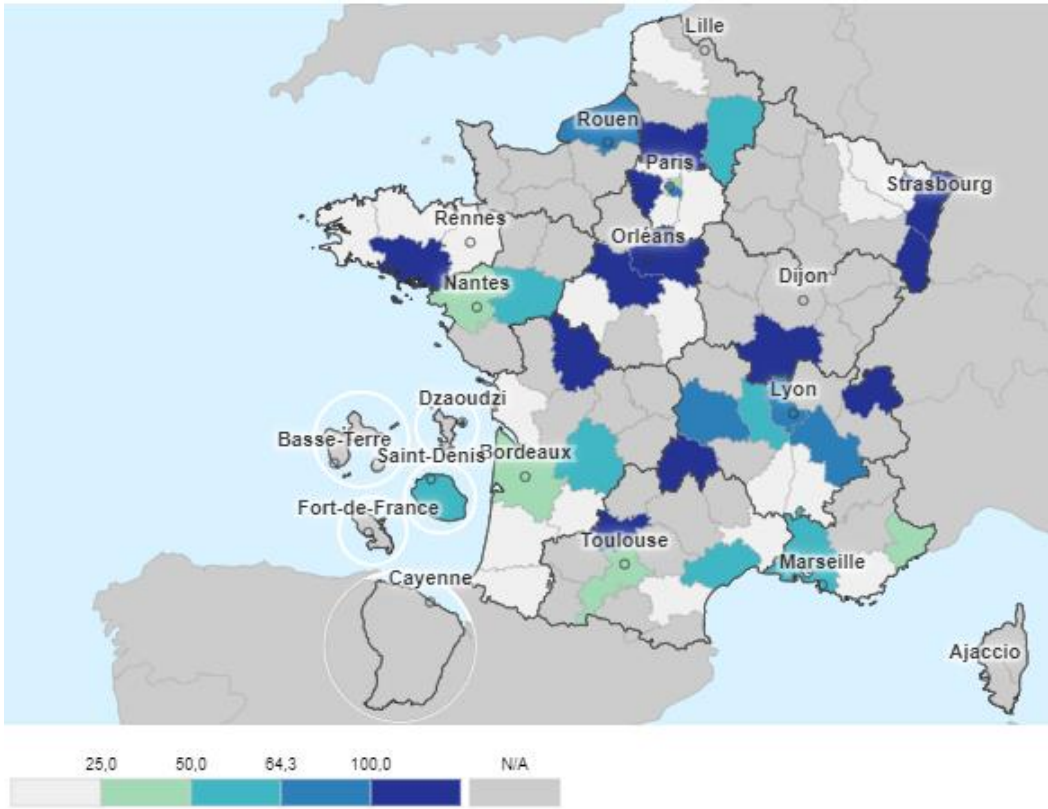 Lille
Rouen
Paris
Strasbourg
Rennes
Orléans
Nantes
Dijon
Lyon
Dzaoudzi
Basse-Terre
Saint-Denis
Bordeaux
Fort-de-France
Toulouse
Marseille
Cayenne
Ajaccio
25,0 50,0 64,3 100,0 N/A